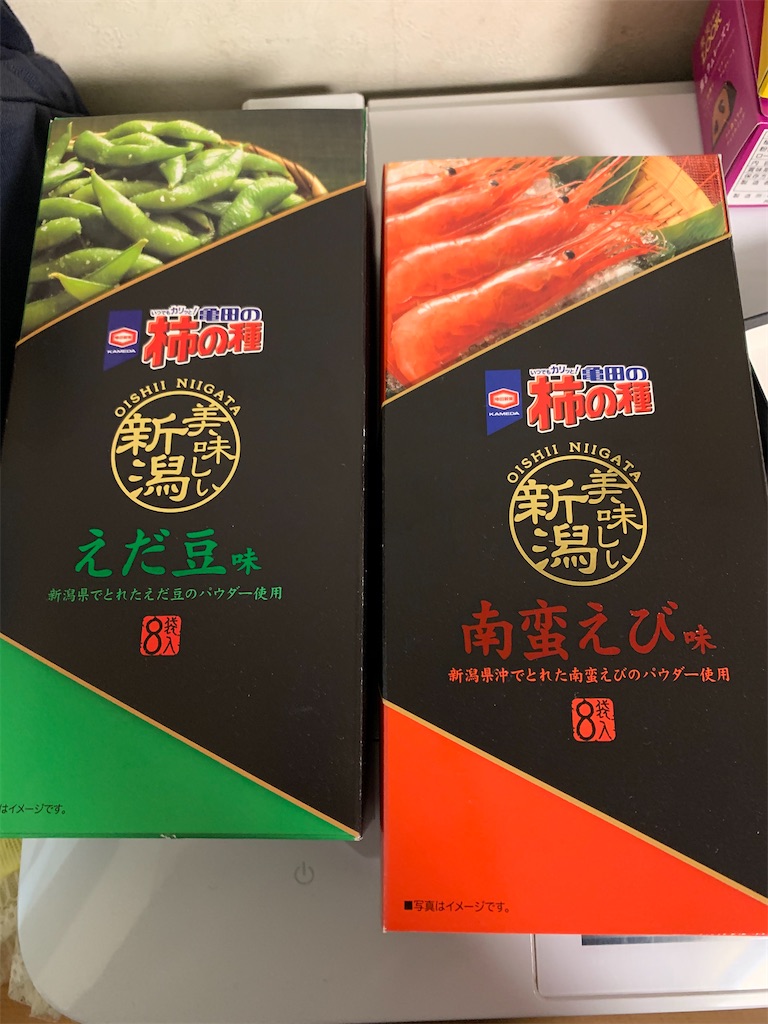 いつでもカリッと!
亀田の
柿の種
KAMEDA
OISHII NIIGATA
美味しい
新潟
えだ豆味
新潟県でとれたえだ豆のパウダー使用
8袋入
はイメージです。
いつでもカリッと!
亀田の
柿の種
KAMEDA
OISHII NIIGATA
美味しい
新潟
南蛮えび味
新潟県沖でとれた南蛮えびのパウダー使用
8袋入
■写真はイメージです。
LOOK